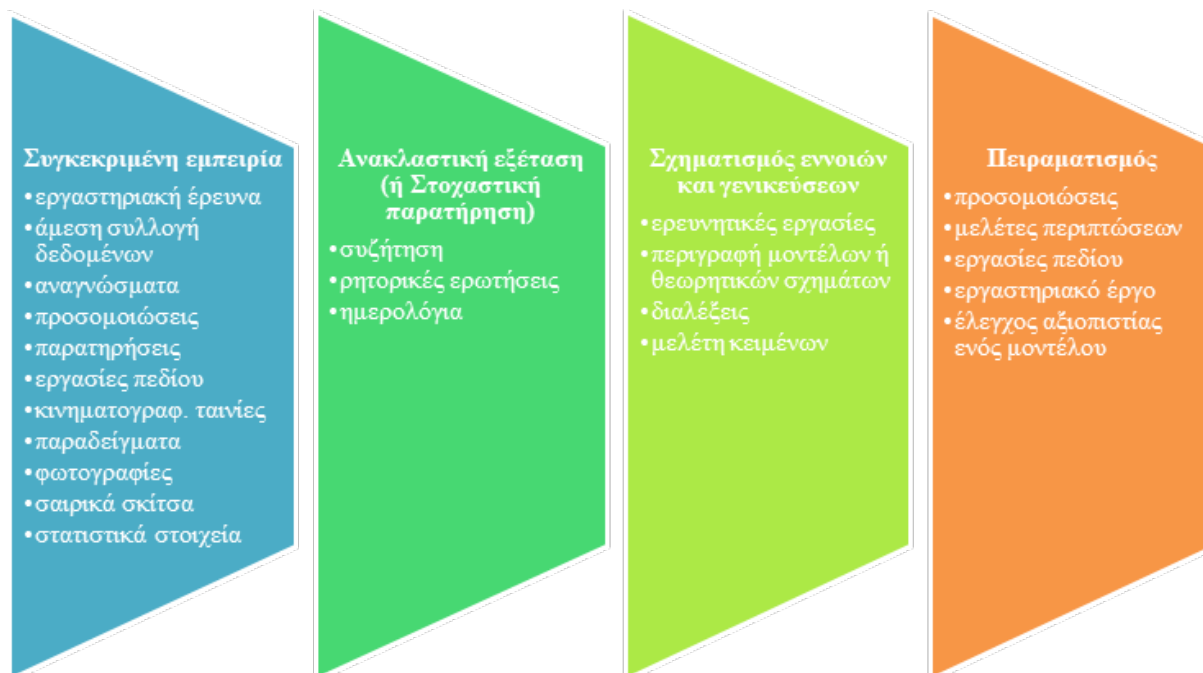 Συγκεκριμένη εμπειρία
•εργαστηριακή έρευνα
•άμεση συλλογή
δεδομένων
•αναγνώσματα
•προσομοιώσεις
•παρατηρήσεις
•εργασίες πεδίου
•κινηματογραφ. ταινίες
•παραδείγματα
•φωτογραφίες
•σαιρικά σκίτσα
•στατιστικά στοιχεία
Ανακλαστική εξέταση
(ή Στοχαστική
παρατήρηση)
•συζήτηση
•ρητορικές ερωτήσεις
•ημερολόγια
Σχηματισμός εννοιών
και γενικεύσεων
•ερευνητικές εργασίες
•περιγραφή μοντέλων ή
θεωρητικών σχημάτων
•διαλέξεις
•μελέτη κειμένων
Πειραματισμός
•προσομοιώσεις
•μελέτες περιπτώσεων
•εργασίες πεδίου
•εργαστηριακό έργο
•έλεγχος αξιοπιστίας
ενός μοντέλου